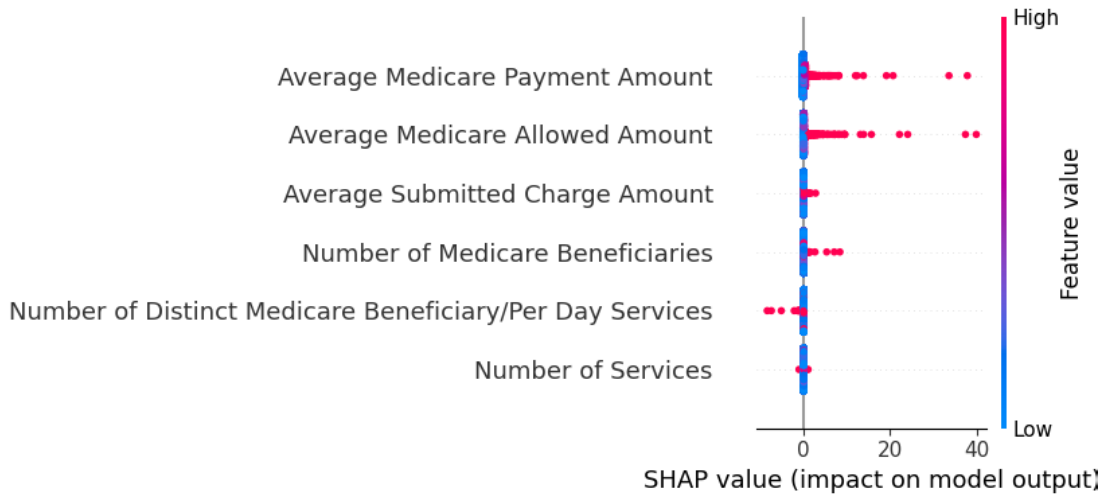 High
Average Medicare Payment Amount
Average Medicare Allowed Amount
Average Submitted Charge Amount
Number of Medicare Beneficiaries
Number of Distinct Medicare Beneficiary/Per Day Services
Number of Services
Feature value
Low
0 20 40
SHAP value (impact on model output)